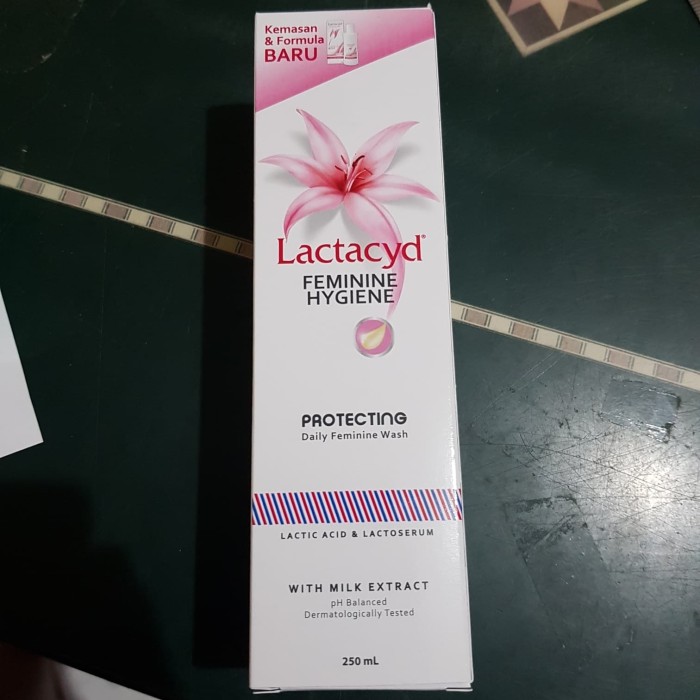 Kemasan
& Formula
BARU
Lactacyd®
FEMININE
HYGIENE
PROTECTING
Daily Feminine Wash
LACTIC ACID & LACTOSERUM
WITH MILK EXTRACT
pH Balanced
Dermatologically Tested
250 mL